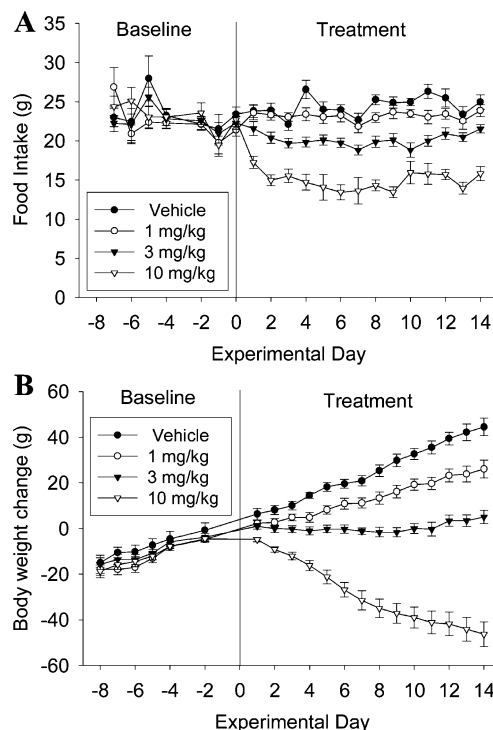 A
Baseline Treatment
Food Intake (g)
35
30
25
20
15
10
5
0
Vehicle
1 mg/kg
3 mg/kg
10 mg/kg
-8 -6 -4 -2 0 2 4 6 8 10 12 14
Experimental Day
B
Baseline Treatment
Body weight change (g)
60
40
20
0
-20
-40
-60
Vehicle
1 mg/kg
3 mg/kg
10 mg/kg
-8 -6 -4 -2 0 2 4 6 8 10 12 14
Experimental Day